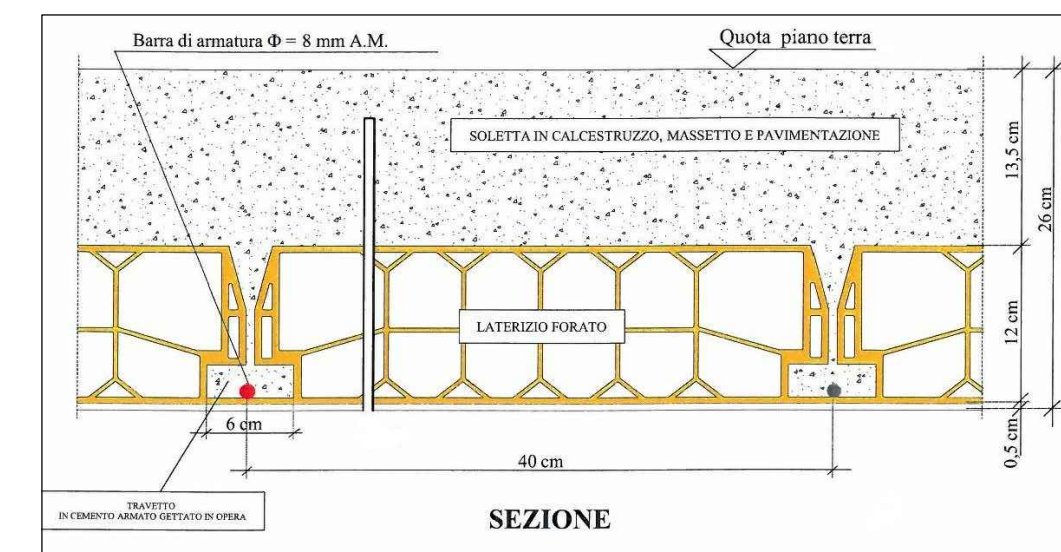 Barra di armatura Φ = 8 mm A.M.
Quota piano terra
SOLETTA IN CALCESTRUZZO, MASSETTO E PAVIMENTAZIONE
13,5 cm
26 cm
LATERIZIO FORATO
12 cm
6 cm
0,5 cm
40 cm
TRAVETTO
IN CEMENTO ARMATO GETTATO IN OPERA
SEZIONE